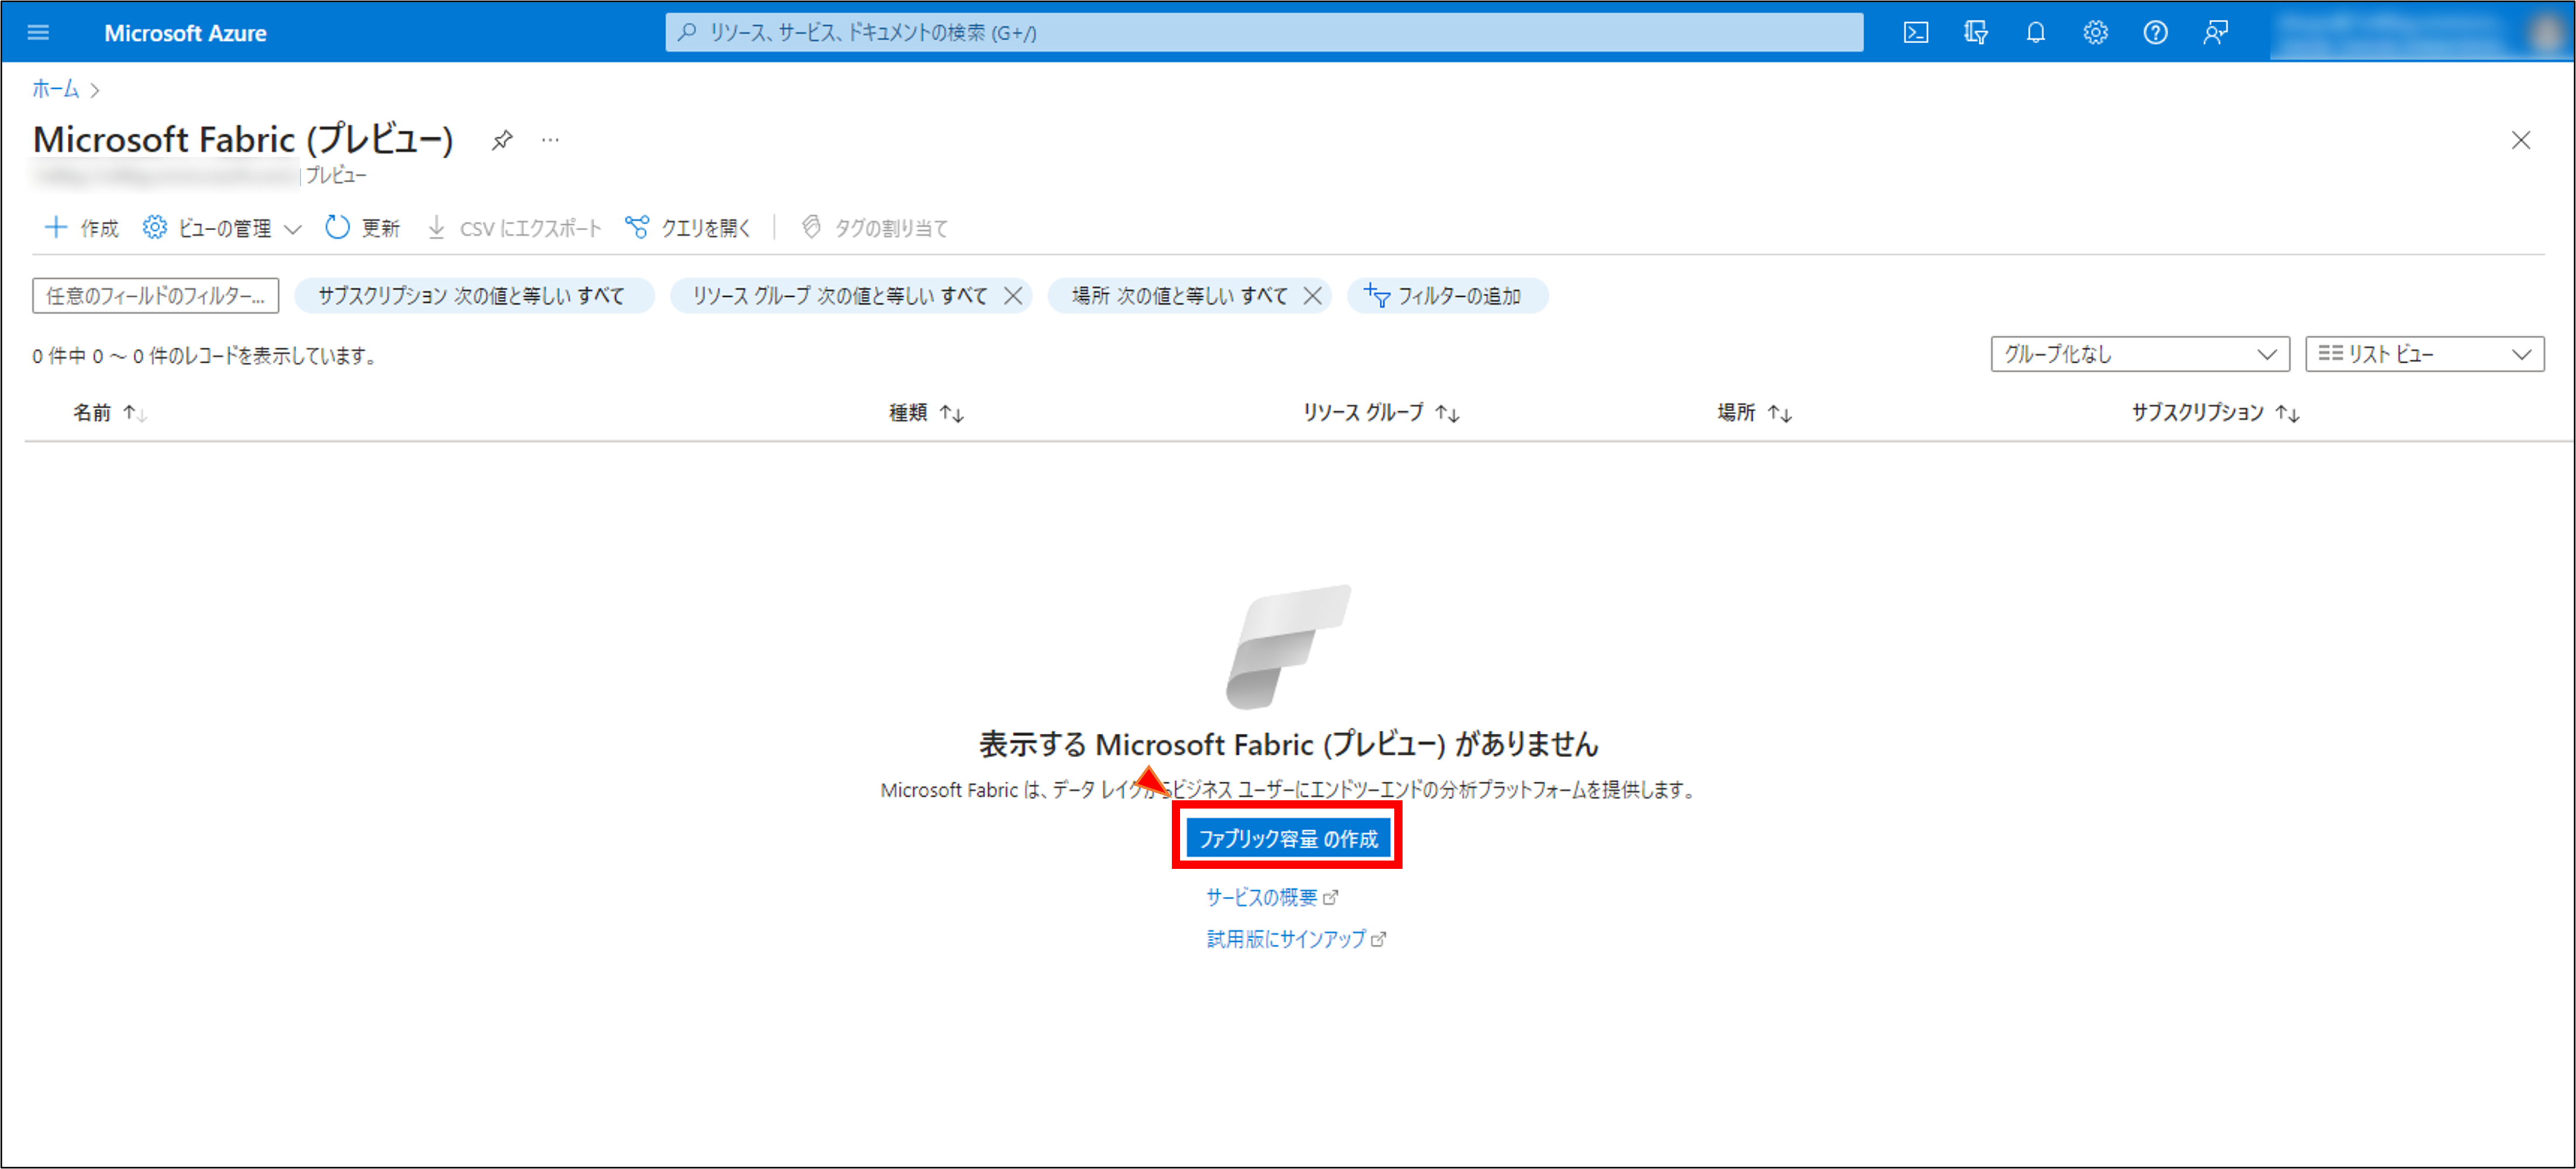 Microsoft Azure
リソース、サービス、ドキュメントの検索 (G+/)
ホーム
Microsoft Fabric (プレビュー)
| プレビュー
作成 ビューの管理 更新 CSV にエクスポート クエリを開く タグの割り当て
任意のフィールドのフィルター... サブスクリプション 次の値と等しい すべて リソース グループ 次の値と等しい すべて 場所 次の値と等しい すべて フィルターの追加
0 件中 0 ～ 0 件のレコードを表示しています。 グループ化なし リスト ビュー
名前 種類 リソース グループ 場所 サブスクリプション
表示する Microsoft Fabric (プレビュー) がありません
Microsoft Fabric は、データ レイクからビジネス ユーザーにエンドツーエンドの分析プラットフォームを提供します。
ファブリック容量 の作成
サービスの概要
試用版にサインアップ